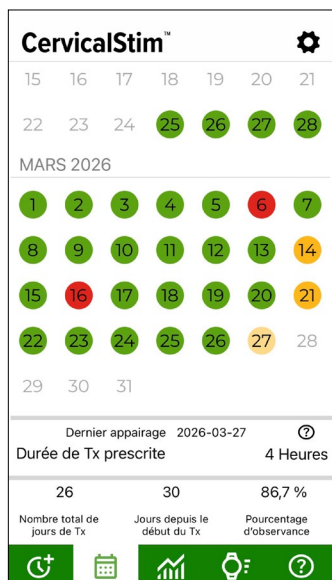 CervicalStim™
15 16 17 18 19 20 21
22 23 24 25 26 27 28
MARS 2026
1 2 3 4 5 6 7
8 9 10 11 12 13 14
15 16 17 18 19 20 21
22 23 24 25 26 27 28
29 30 31
Dernier appairage 2026-03-27 ?
Durée de Tx prescrite 4 Heures
26 30 86,7 %
Nombre total de jours de Tx
Jours depuis le début du Tx
Pourcentage d'observance
?